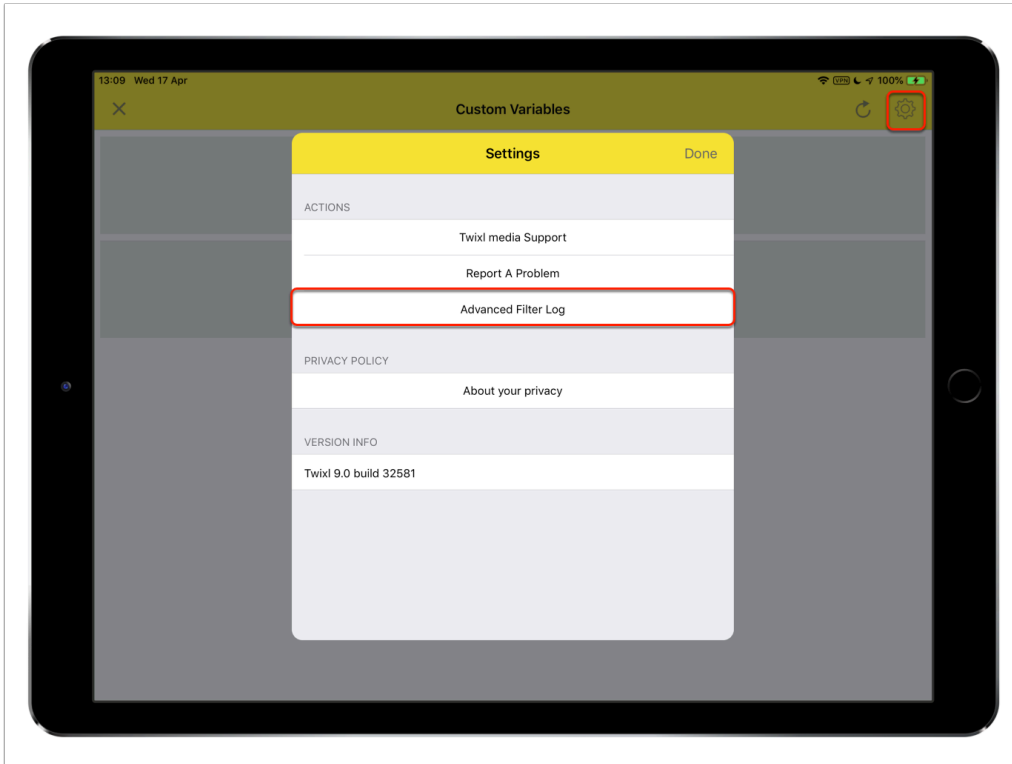 13:09 Wed 17 Apr
VPN 100%
Custom Variables
Settings Done
ACTIONS
Twixl media Support
Report A Problem
Advanced Filter Log
PRIVACY POLICY
About your privacy
VERSION INFO
Twixl 9.0 build 32581